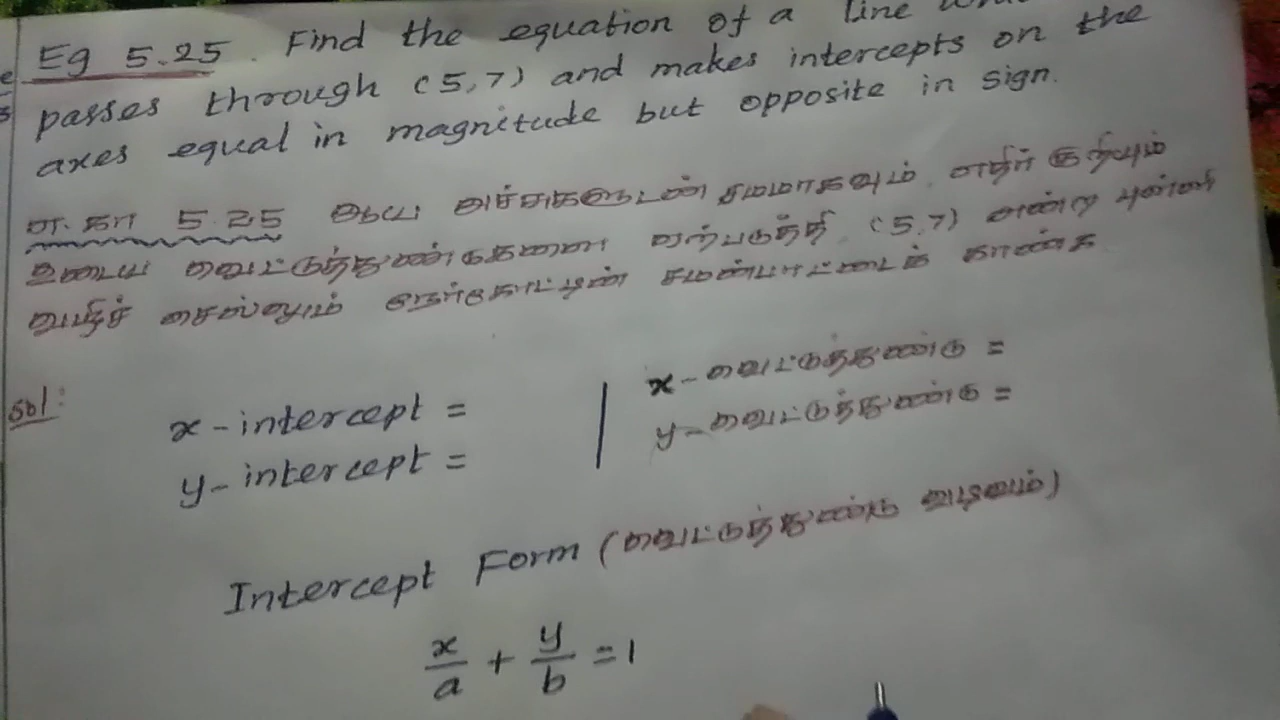 Eg 5.25. Find the equation of a line
passes through (5,7) and makes intercepts on the
axes equal in magnitude but opposite in sign.
எ.கா 5.25 ஆய அச்சுகளுடன் சமமாகவும், எதிர் குறியும்
உடைய வெட்டுத்துண்டுகளை ஏற்படுத்தி, (5,7) என்ற புள்ளி
வழிச் செல்லும் நேர்கோட்டின் சமன்பாட்டைக் காண்க
Sol:
x-intercept =
y-intercept =
x-வெட்டுத்துண்டு =
y-வெட்டுத்துண்டு =
Intercept Form (வெட்டுத்துண்டு வடிவம்)
x/a + y/b = 1